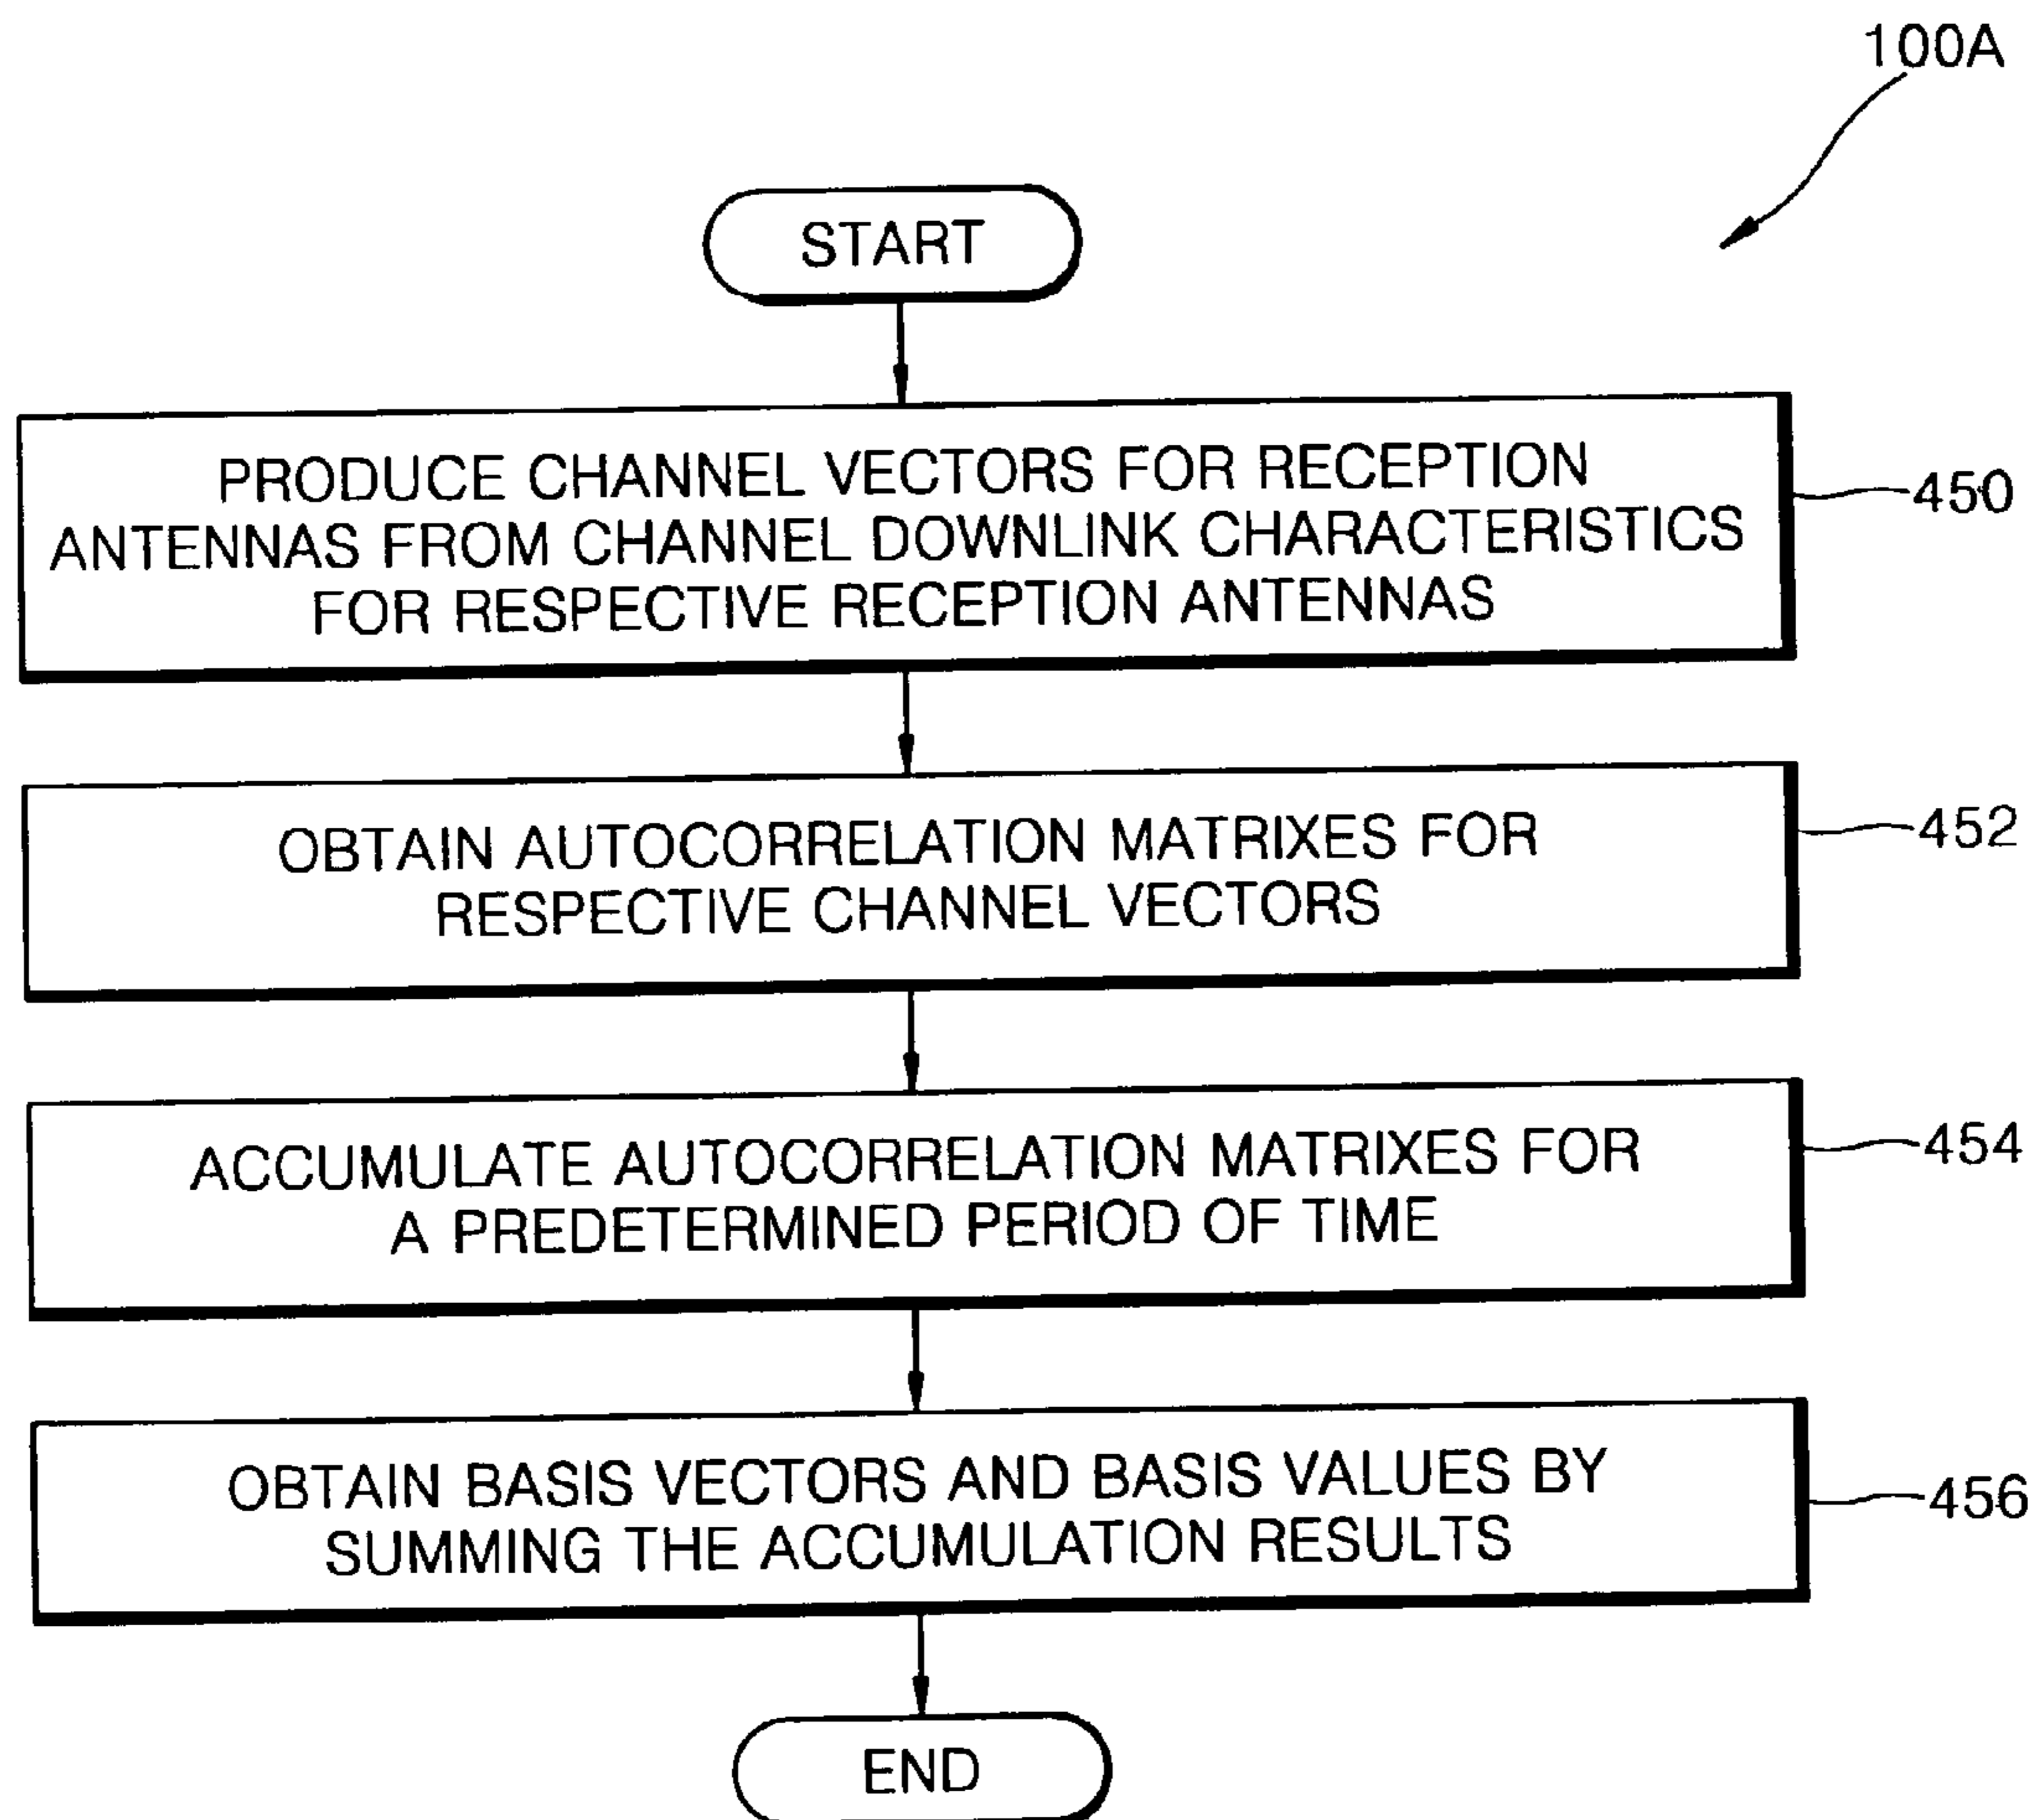 100A
START
PRODUCE CHANNEL VECTORS FOR RECEPTION
ANTENNAS FROM CHANNEL DOWNLINK CHARACTERISTICS
FOR RESPECTIVE RECEPTION ANTENNAS
450
OBTAIN AUTOCORRELATION MATRIXES FOR
RESPECTIVE CHANNEL VECTORS
452
ACCUMULATE AUTOCORRELATION MATRIXES FOR
A PREDETERMINED PERIOD OF TIME
454
OBTAIN BASIS VECTORS AND BASIS VALUES BY
SUMMING THE ACCUMULATION RESULTS
456
END